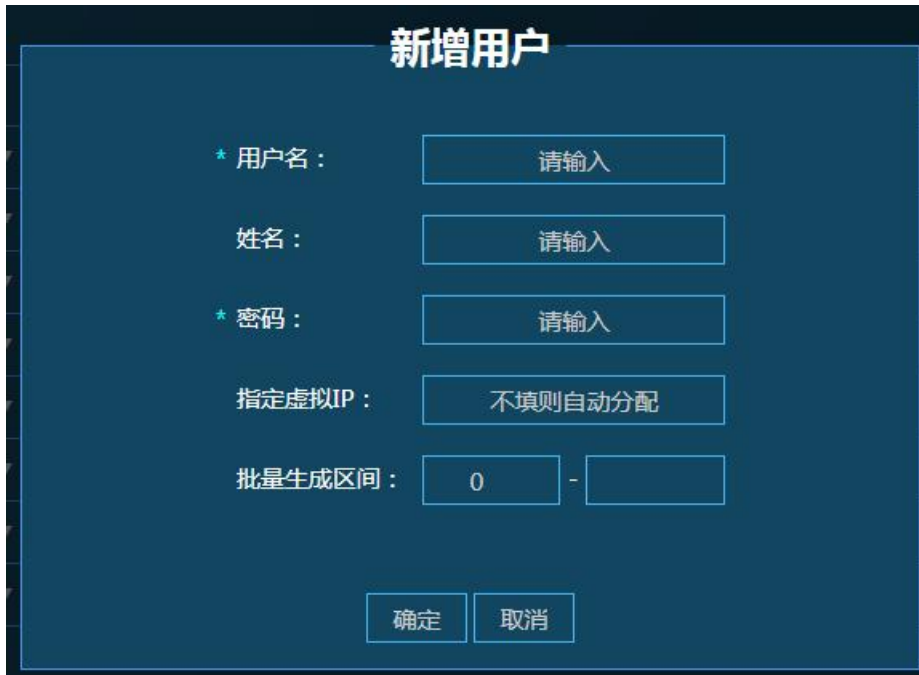 新增用户
* 用户名： 请输入
姓名： 请输入
* 密码： 请输入
指定虚拟IP： 不填则自动分配
批量生成区间： 0 -
确定 取消